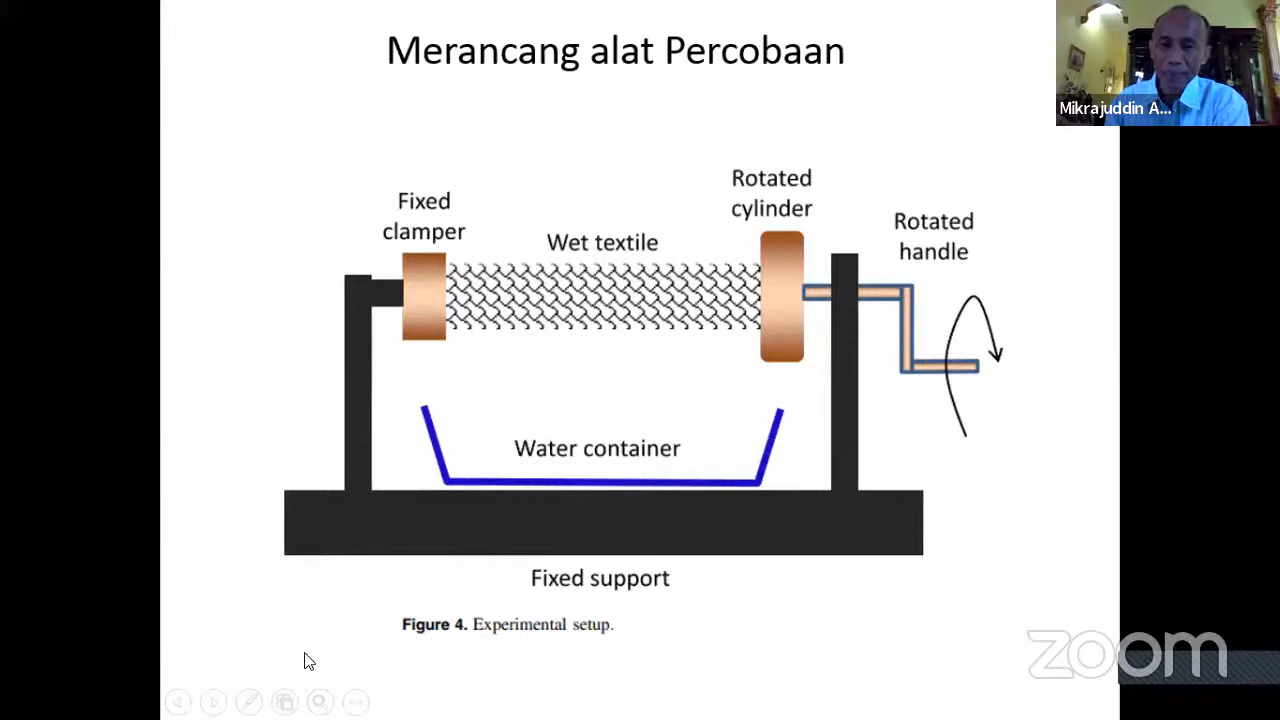 Merancang alat Percobaan
Mikrajuddin A...
Rotated
cylinder
Fixed
clamper
Rotated
handle
Wet textile
Water container
Fixed support
Figure 4. Experimental setup.
zoom